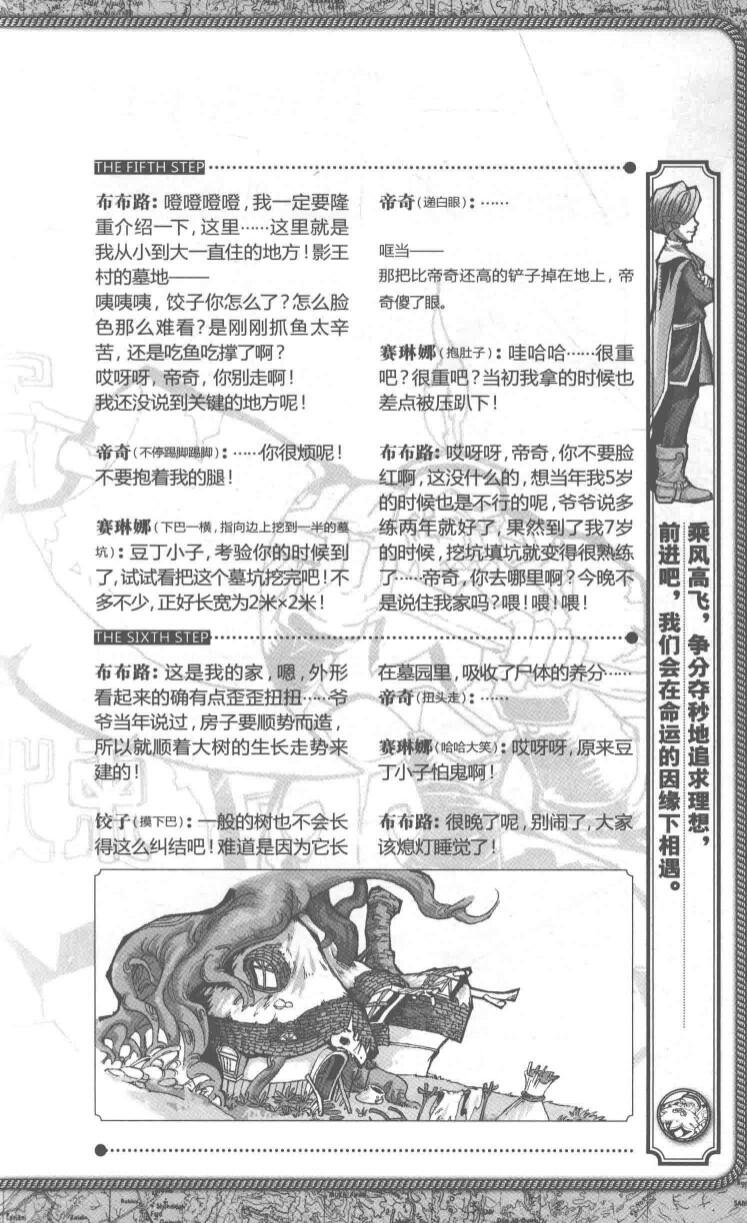 THE FIFTH STEP
布布路：噔噔噔噔，我一定要隆
重介绍一下，这里……这里就是
我从小到大一直住的地方！影王
村的墓地——
咦咦咦，饺子你怎么了？怎么脸
色那么难看？是刚刚抓鱼太辛
苦，还是吃鱼吃撑了啊？
哎呀呀，帝奇，你别走啊！
我还没说到关键的地方呢！
帝奇（不停踢脚踢脚）：……你很烦呢！
不要抱着我的腿！
赛琳娜（下巴一横，指向边上挖到一半的墓
坑）：豆丁小子，考验你的时候到
了，试试看把这个墓坑挖完吧！不
多不少，正好长宽为2米×2米！
帝奇（递白眼）：……
哐当——
那把比帝奇还高的铲子掉在地上，帝
奇傻了眼。
赛琳娜（抱肚子）：哇哈哈……很重
吧？很重吧？当初我拿的时候也
差点被压趴下！
布布路：哎呀呀，帝奇，你不要脸
红啊，这没什么的，想当年我5岁
的时候也是不行的呢，爷爷说多
练两年就好了，果然到了我7岁
的时候，挖坑填坑就变得很熟练
了……帝奇，你去哪里啊？今晚不
是说住我家吗？喂！喂！喂！
THE SIXTH STEP
布布路：这是我的家，嗯，外形
看起来的确有点歪歪扭扭……爷
爷当年说过，房子要顺势而造，
所以就顺着大树的生长走势来
建的！
饺子（摸下巴）：一般的树也不会长
得这么纠结吧！难道是因为它长
在墓园里，吸收了尸体的养分……
帝奇（扭头走）：……
赛琳娜（哈哈大笑）：哎呀呀，原来豆
丁小子怕鬼啊！
布布路：很晚了呢，别闹了，大家
该熄灯睡觉了！
乘风高飞，争分夺秒地追求理想，
前进吧，我们会在命运的因缘下相遇。